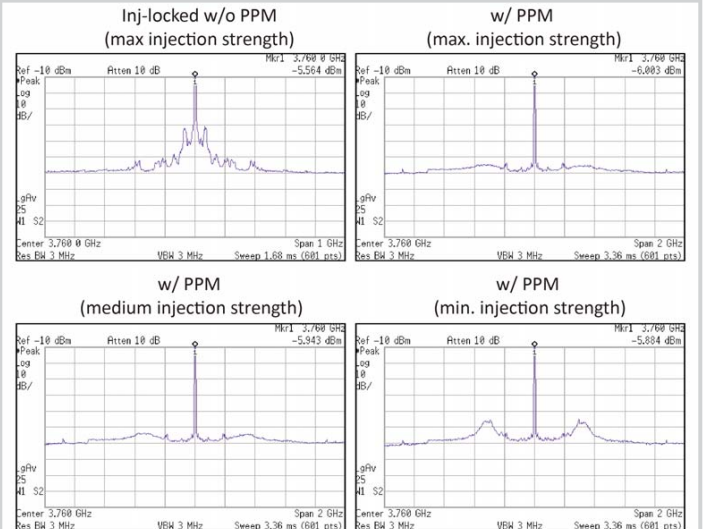 Inj-locked w/o PPM
(max injection strength)
Mkr1 3.760 0 GHz
Ref -10 dBm Atten 10 dB -5.564 dBm
Peak
Log
10
dB/
LgAv
25
W1 S2
Center 3.760 0 GHz Span 1 GHz
Res BW 3 MHz VBW 3 MHz Sweep 1.68 ms (601 pts)
w/ PPM
(max. injection strength)
Mkr1 3.760 GHz
Ref -10 dBm Atten 10 dB -6.003 dBm
Peak
Log
10
dB/
LgAv
25
W1 S2
Center 3.760 GHz Span 2 GHz
Res BW 3 MHz VBW 3 MHz Sweep 3.36 ms (601 pts)
w/ PPM
(medium injection strength)
Mkr1 3.760 GHz
Ref -10 dBm Atten 10 dB -5.943 dBm
Peak
Log
10
dB/
LgAv
25
W1 S2
Center 3.760 GHz Span 2 GHz
Res BW 3 MHz VBW 3 MHz Sweep 3.36 ms (601 pts)
w/ PPM
(min. injection strength)
Mkr1 3.760 GHz
Ref -10 dBm Atten 10 dB -5.884 dBm
Peak
Log
10
dB/
LgAv
25
W1 S2
Center 3.760 GHz Span 2 GHz
Res BW 3 MHz VBW 3 MHz Sweep 3.36 ms (601 pts)